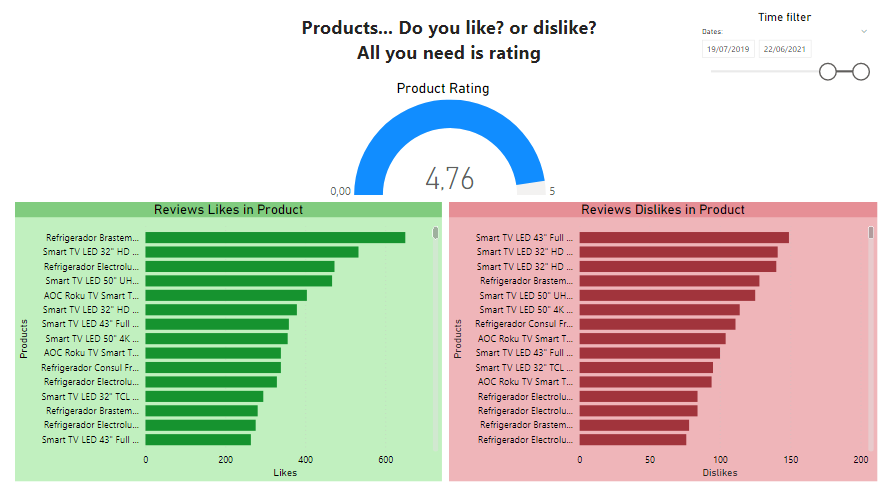 Products... Do you like? or dislike?
All you need is rating
Time filter
Dates:
19/07/2019
22/06/2021
Product Rating
4,76
0,00
5
Reviews Likes in Product
Products
Refrigerador Brastem...
Smart TV LED 32" HD ...
Refrigerador Electrolu...
Smart TV LED 50" UH...
AOC Roku TV Smart T...
Smart TV LED 32" HD ...
Smart TV LED 43" Full ...
Smart TV LED 50" 4K ...
AOC Roku TV Smart T...
Refrigerador Consul Fr...
Refrigerador Electrolu...
Smart TV LED 32" TCL ...
Refrigerador Brastem...
Refrigerador Electrolu...
Smart TV LED 43" Full ...
0 200 400 600
Likes
Reviews Dislikes in Product
Products
Smart TV LED 43" Full ...
Smart TV LED 32" HD ...
Smart TV LED 32" HD ...
Refrigerador Brastem...
Smart TV LED 50" UH...
Smart TV LED 50" 4K ...
Refrigerador Consul Fr...
AOC Roku TV Smart T...
Smart TV LED 43" Full ...
Smart TV LED 32" TCL ...
AOC Roku TV Smart T...
Refrigerador Electrolu...
Refrigerador Electrolu...
Refrigerador Brastem...
Refrigerador Electrolu...
0 50 100 150 200
Dislikes